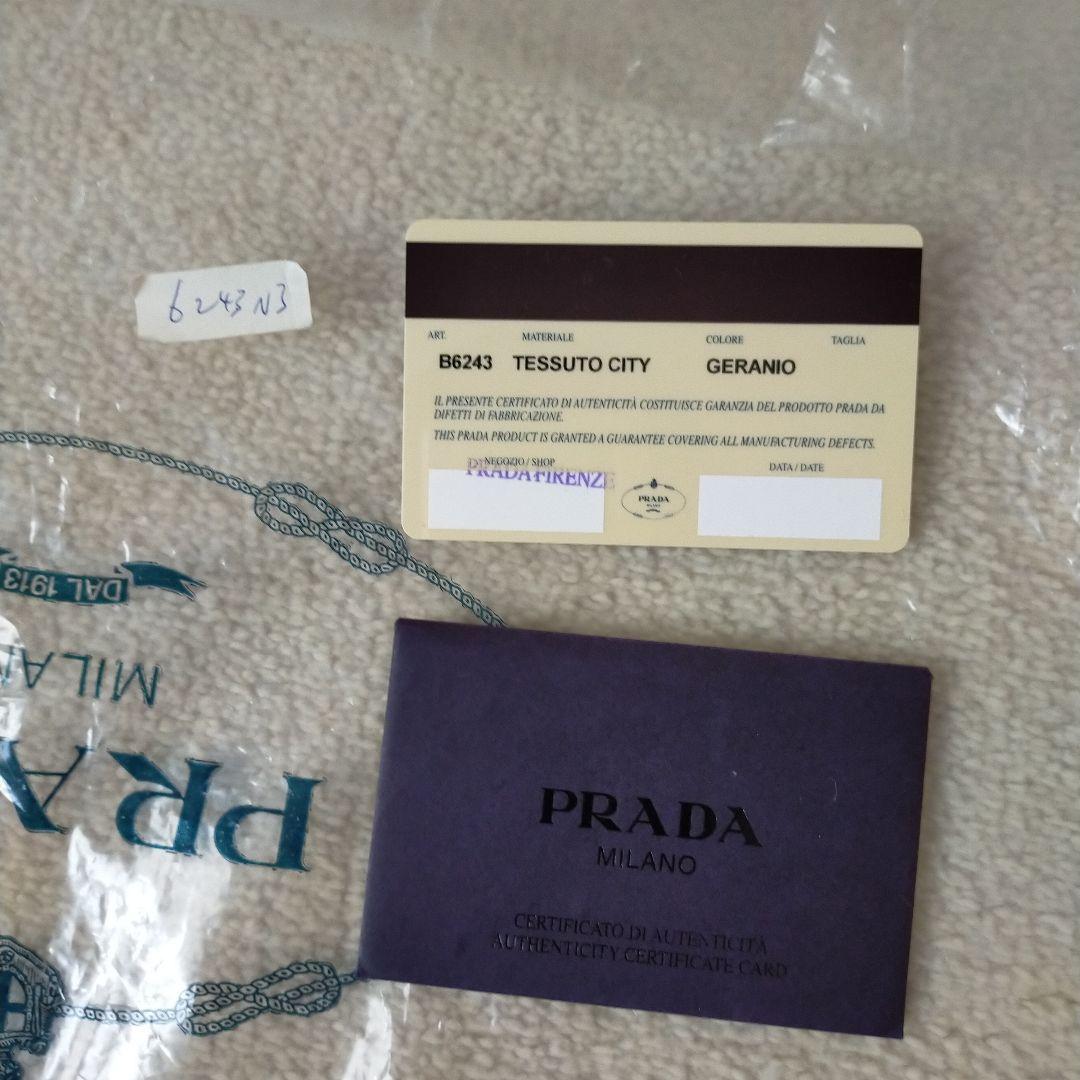 6243N3
ART. MATERIALE COLORE TAGLIA
B6243 TESSUTO CITY GERANIO
IL PRESENTE CERTIFICATO DI AUTENTICITÀ COSTITUISCE GARANZIA DEL PRODOTTO PRADA DA
DIFETTI DI FABBRICAZIONE.
THIS PRADA PRODUCT IS GRANTED A GUARANTEE COVERING ALL MANUFACTURING DEFECTS.
NEGOZIO / SHOP DATA / DATE
PRADA FIRENZE
PRADA
MILANO
DAL 1913
MILA
PRA
PRADA
MILANO
CERTIFICATO DI AUTENTICITÀ
AUTHENTICITY CERTIFICATE CARD